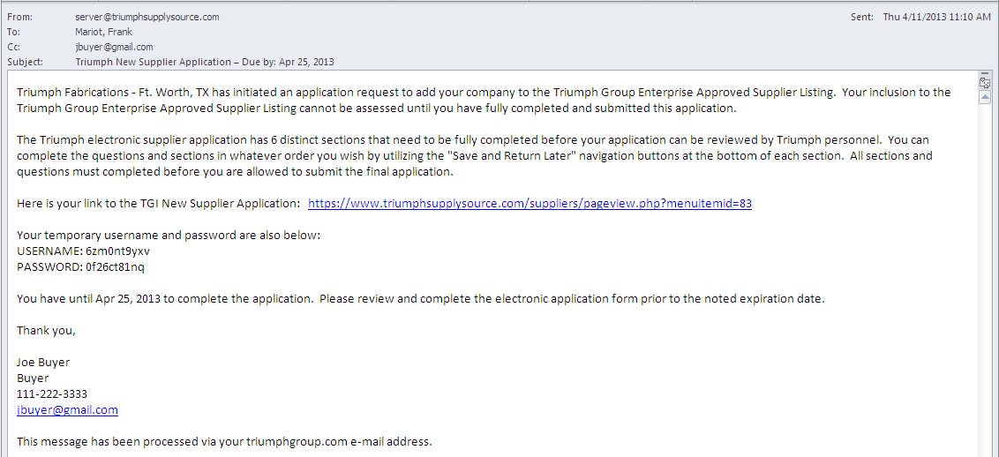 From: server@triumphsupplysource.com Sent: Thu 4/11/2013 11:10 AM
To: Mariot, Frank
Cc: jbuyer@gmail.com
Subject: Triumph New Supplier Application – Due by: Apr 25, 2013
Triumph Fabrications - Ft. Worth, TX has initiated an application request to add your company to the Triumph Group Enterprise Approved Supplier Listing. Your inclusion to the
Triumph Group Enterprise Approved Supplier Listing cannot be assessed until you have fully completed and submitted this application.
The Triumph electronic supplier application has 6 distinct sections that need to be fully completed before your application can be reviewed by Triumph personnel. You can
complete the questions and sections in whatever order you wish by utilizing the "Save and Return Later" navigation buttons at the bottom of each section. All sections and
questions must completed before you are allowed to submit the final application.
Here is your link to the TGI New Supplier Application: https://www.triumphsupplysource.com/suppliers/pageview.php?menuitemid=83
Your temporary username and password are also below:
USERNAME: 6zm0nt9yxv
PASSWORD: 0f26ct81nq
You have until Apr 25, 2013 to complete the application. Please review and complete the electronic application form prior to the noted expiration date.
Thank you,
Joe Buyer
Buyer
111-222-3333
jbuyer@gmail.com
This message has been processed via your triumphgroup.com e-mail address.